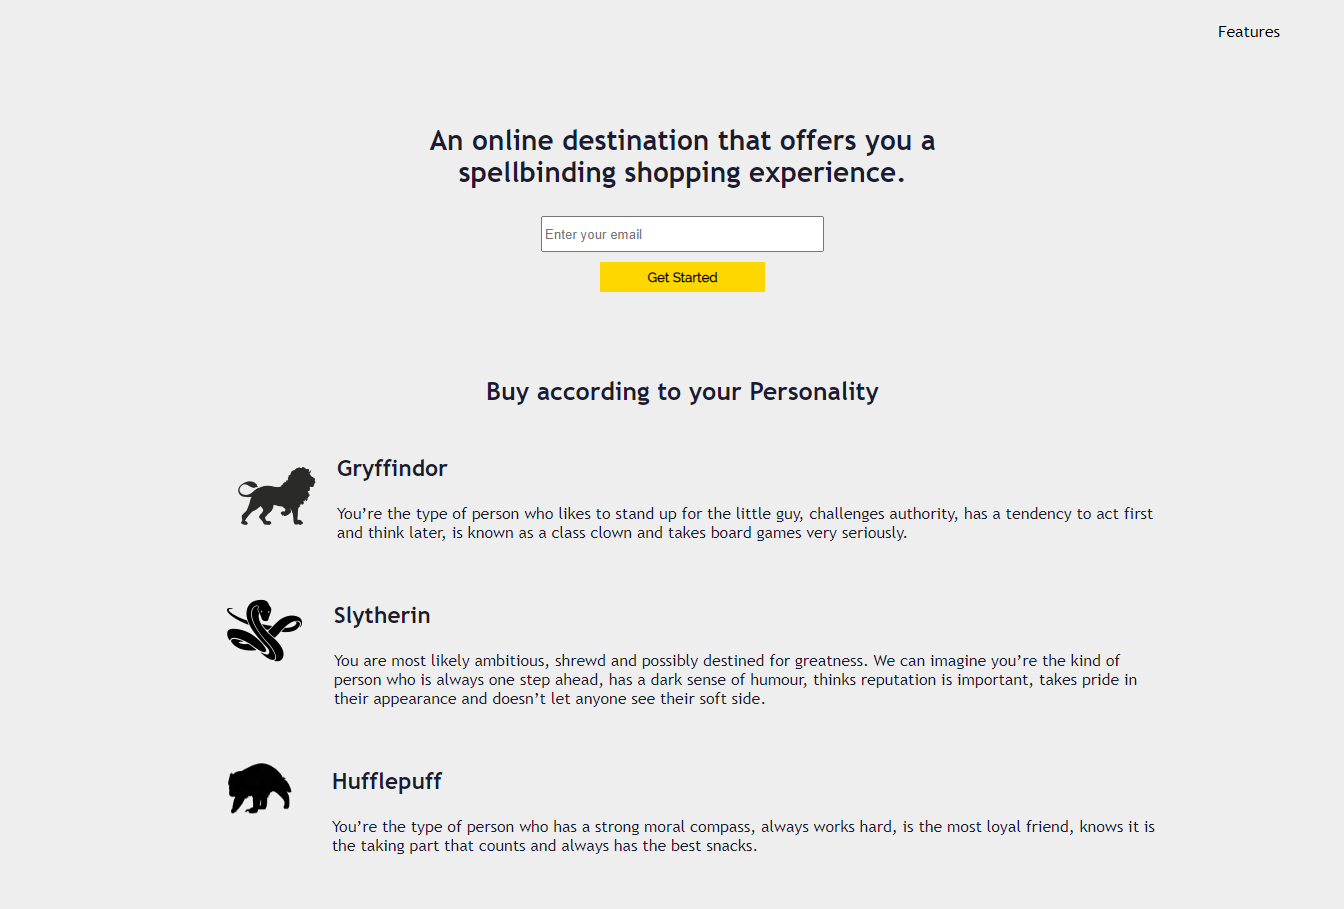 Features
An online destination that offers you a
spellbinding shopping experience.
Enter your email
Get Started
Buy according to your Personality
Gryffindor
You’re the type of person who likes to stand up for the little guy, challenges authority, has a tendency to act first
and think later, is known as a class clown and takes board games very seriously.
Slytherin
You are most likely ambitious, shrewd and possibly destined for greatness. We can imagine you’re the kind of
person who is always one step ahead, has a dark sense of humour, thinks reputation is important, takes pride in
their appearance and doesn’t let anyone see their soft side.
Hufflepuff
You’re the type of person who has a strong moral compass, always works hard, is the most loyal friend, knows it is
the taking part that counts and always has the best snacks.